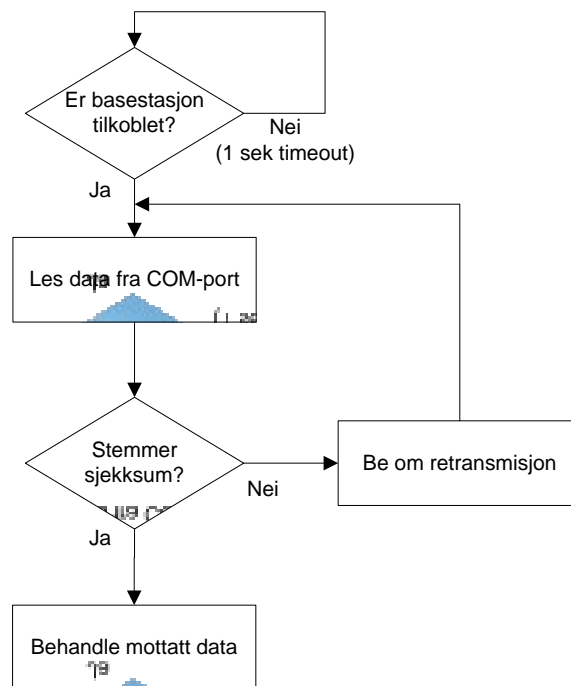 Er basestasjon
tilkoblet?
Nei
(1 sek timeout)
Ja
Les data fra COM-port
Stemmer
sjekksum?
Nei
Be om retransmisjon
Ja
Behandle mottatt data